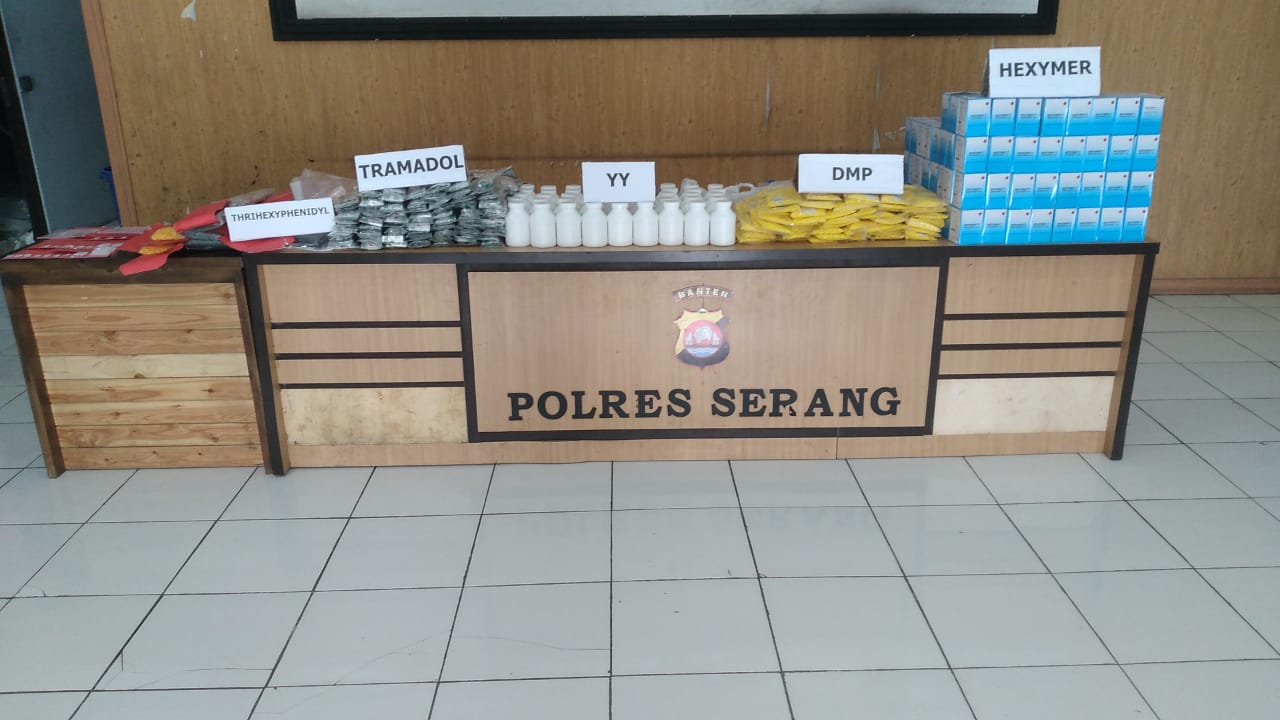 HEXYMER
TRAMADOL
YY
DMP
THRIHEXYPHENIDYL
BANTEN
POLRES SERANG